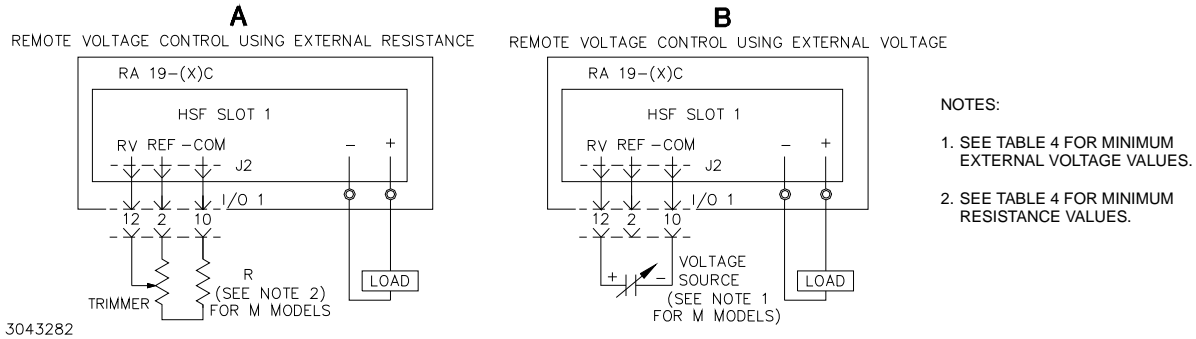 A
REMOTE VOLTAGE CONTROL USING EXTERNAL RESISTANCE
RA 19-(X)C
HSF SLOT 1
RV REF -COM - +
J2
I/O 1
12 2 10
R
(SEE NOTE 2)
FOR M MODELS
TRIMMER
LOAD
3043282
B
REMOTE VOLTAGE CONTROL USING EXTERNAL VOLTAGE
RA 19-(X)C
HSF SLOT 1
RV REF -COM - +
J2
I/O 1
12 2 10
+ -
VOLTAGE
SOURCE
(SEE NOTE 1
FOR M MODELS)
LOAD
NOTES:
1. SEE TABLE 4 FOR MINIMUM
EXTERNAL VOLTAGE VALUES.
2. SEE TABLE 4 FOR MINIMUM
RESISTANCE VALUES.